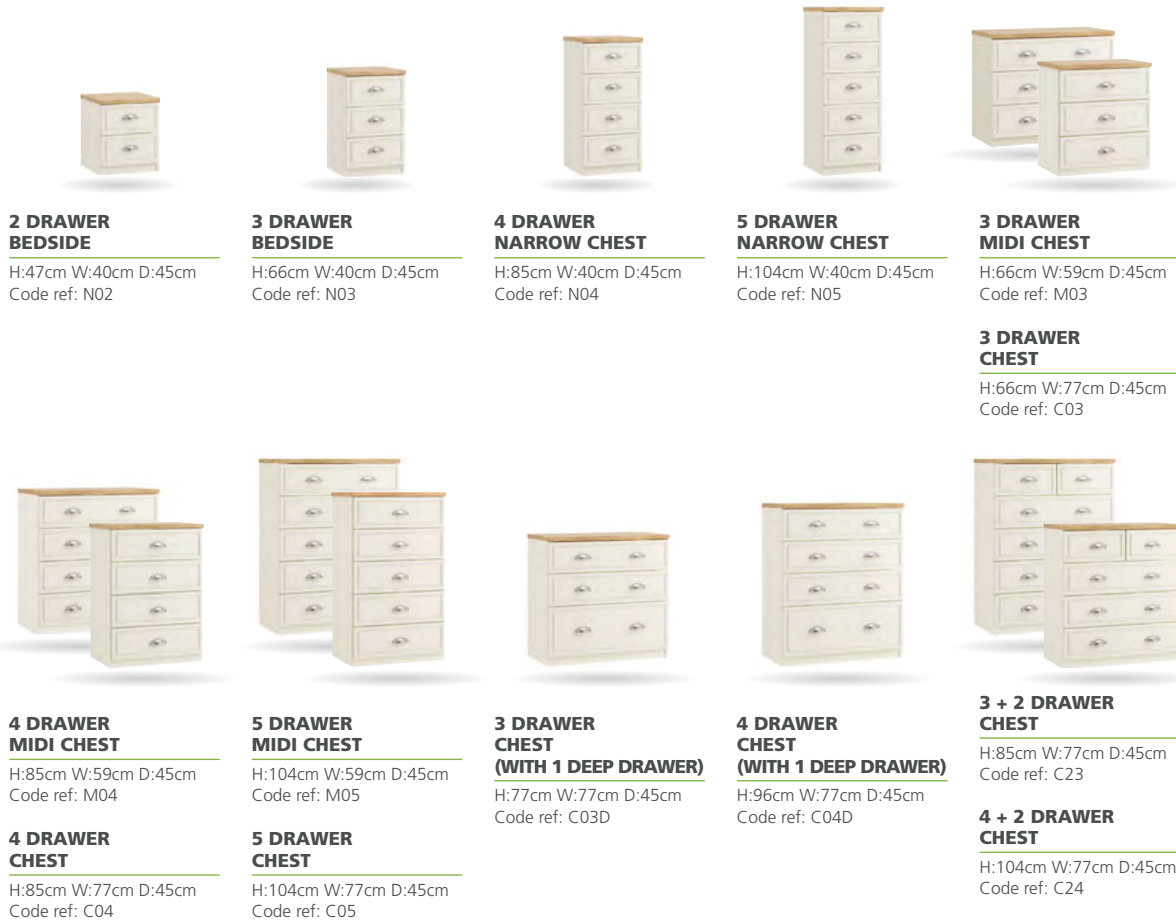 2 DRAWER
BEDSIDE
H:47cm W:40cm D:45cm
Code ref: N02
3 DRAWER
BEDSIDE
H:66cm W:40cm D:45cm
Code ref: N03
4 DRAWER
NARROW CHEST
H:85cm W:40cm D:45cm
Code ref: N04
5 DRAWER
NARROW CHEST
H:104cm W:40cm D:45cm
Code ref: N05
3 DRAWER
MIDI CHEST
H:66cm W:59cm D:45cm
Code ref: M03
3 DRAWER
CHEST
H:66cm W:77cm D:45cm
Code ref: C03
4 DRAWER
MIDI CHEST
H:85cm W:59cm D:45cm
Code ref: M04
4 DRAWER
CHEST
H:85cm W:77cm D:45cm
Code ref: C04
5 DRAWER
MIDI CHEST
H:104cm W:59cm D:45cm
Code ref: M05
5 DRAWER
CHEST
H:104cm W:77cm D:45cm
Code ref: C05
3 DRAWER
CHEST
(WITH 1 DEEP DRAWER)
H:77cm W:77cm D:45cm
Code ref: C03D
4 DRAWER
CHEST
(WITH 1 DEEP DRAWER)
H:96cm W:77cm D:45cm
Code ref: C04D
3 + 2 DRAWER
CHEST
H:85cm W:77cm D:45cm
Code ref: C23
4 + 2 DRAWER
CHEST
H:104cm W:77cm D:45cm
Code ref: C24